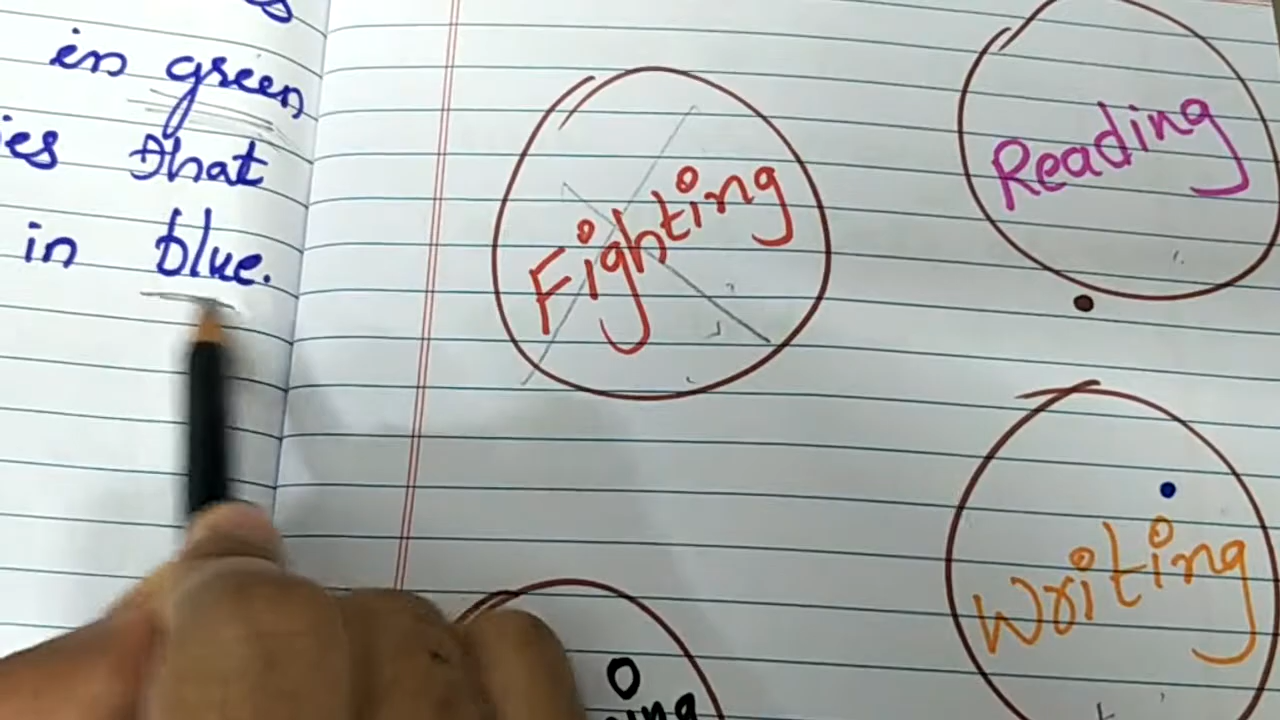 in green
ies that
in blue.
Fighting
Reading
Writing